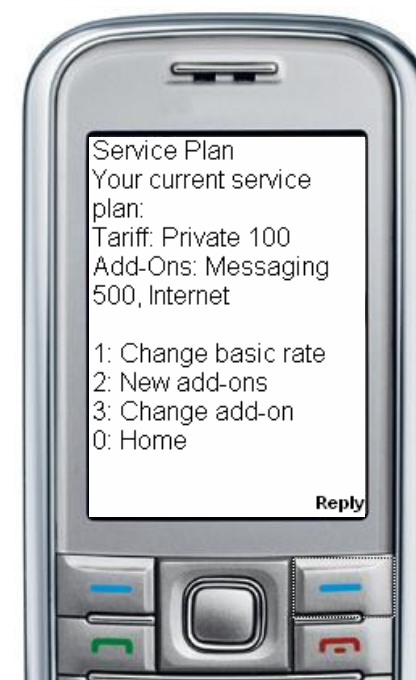 Service Plan
Your current service
plan:
Tariff: Private 100
Add-Ons: Messaging
500, Internet
1: Change basic rate
2: New add-ons
3: Change add-on
0: Home
Reply